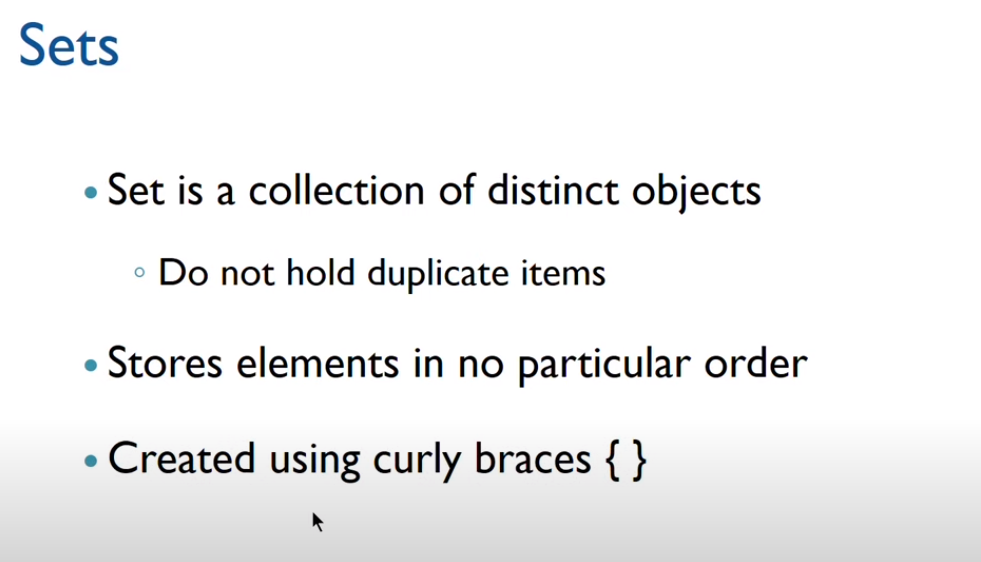 Sets
• Set is a collection of distinct objects
◦ Do not hold duplicate items
• Stores elements in no particular order
• Created using curly braces { }